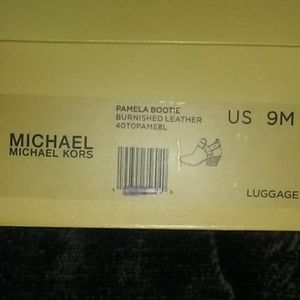 MICHAEL
MICHAEL KORS
PAMELA BOOTIE
BURNISHED LEATHER
40T0PAMEBL
US 9M
LUGGAGE